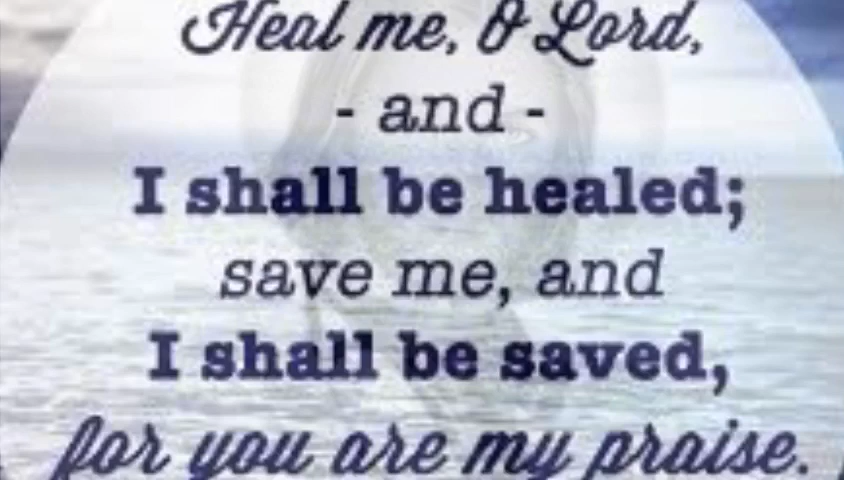 Heal me, O Lord,
- and -
I shall be healed;
save me, and
I shall be saved,
for you are my praise.